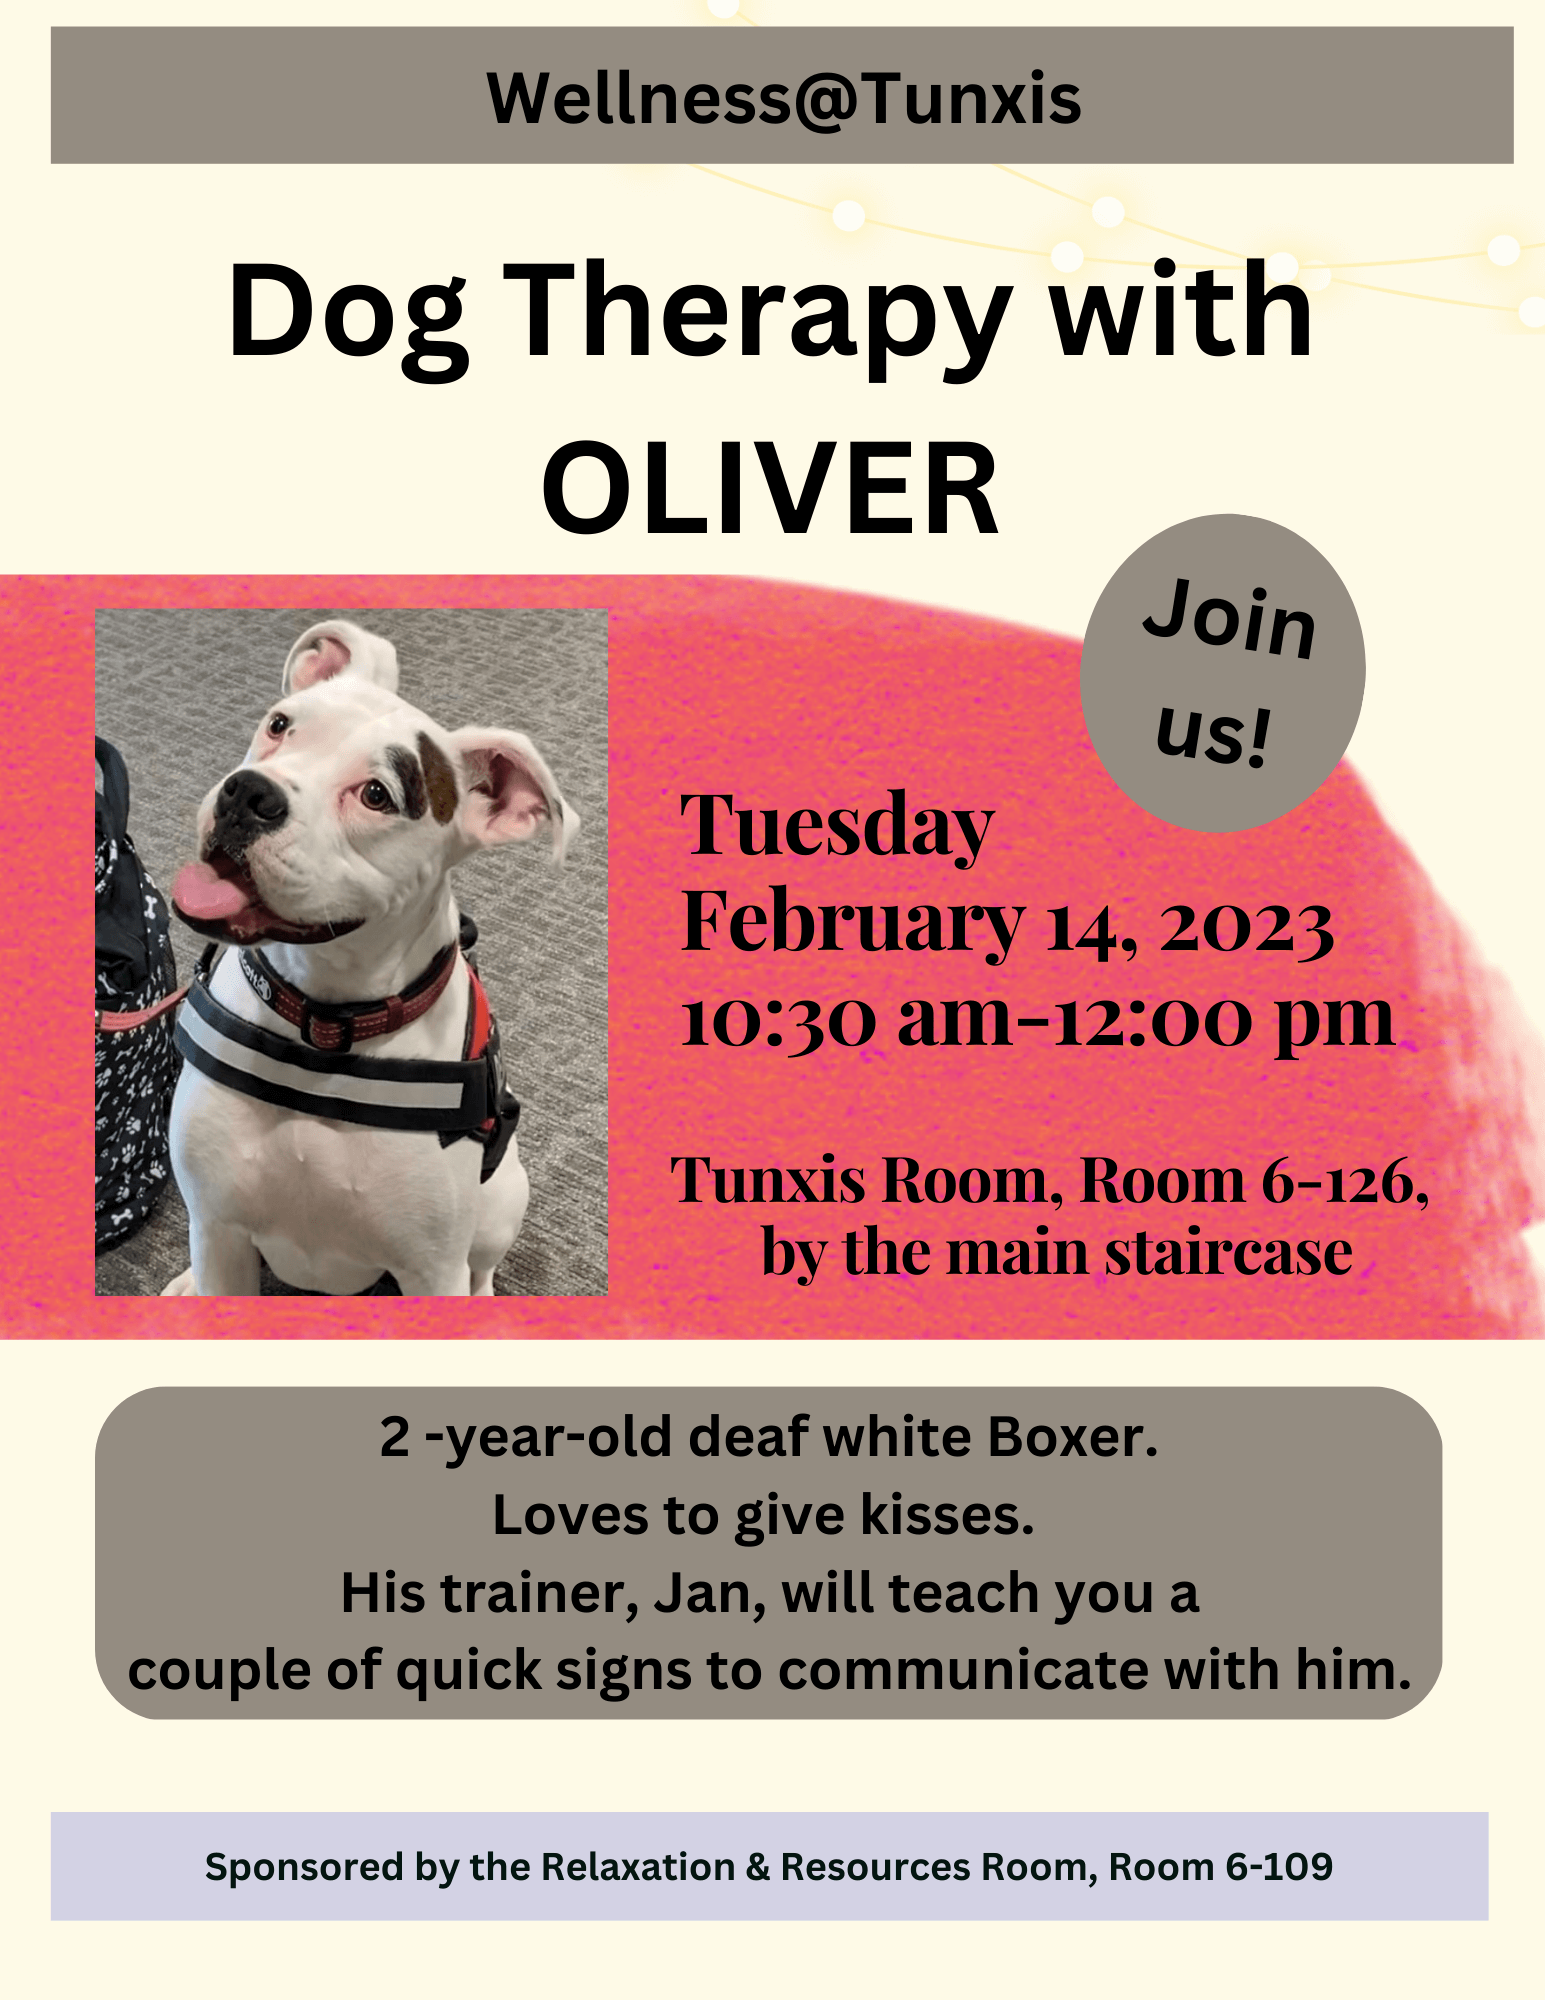 Wellness@Tunxis
Dog Therapy with
OLIVER
Join
us!
Tuesday
February 14, 2023
10:30 am-12:00 pm
Tunxis Room, Room 6-126,
by the main staircase
2 -year-old deaf white Boxer.
Loves to give kisses.
His trainer, Jan, will teach you a
couple of quick signs to communicate with him.
Sponsored by the Relaxation & Resources Room, Room 6-109